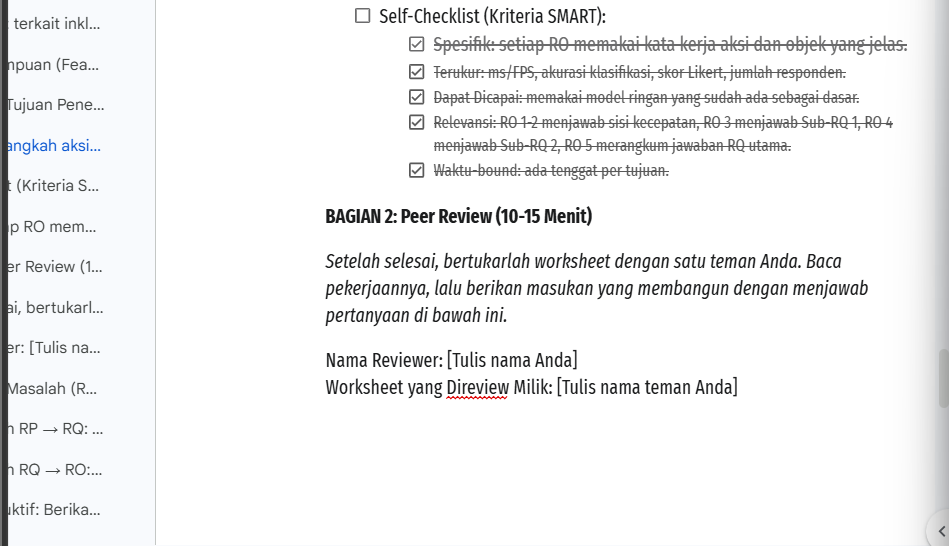 terkait inkl...
mpuan (Fea...
Tujuan Pene...
angkah aksi...
t (Kriteria S...
ap RO mem...
er Review (1...
ai, bertukarl...
er: [Tulis na...
Masalah (R...
n RP → RQ: ...
n RQ → RO:...
uktif: Berika...
Self-Checklist (Kriteria SMART):
Spesifik: setiap RO memakai kata kerja aksi dan objek yang jelas.
Terukur: ms/FPS, akurasi klasifikasi, skor Likert, jumlah responden.
Dapat Dicapai: memakai model ringan yang sudah ada sebagai dasar.
Relevansi: RO 1-2 menjawab sisi kecepatan, RO 3 menjawab Sub-RQ 1, RO 4
menjawab Sub-RQ 2, RO 5 merangkum jawaban RQ utama.
Waktu-bound: ada tenggat per tujuan.
BAGIAN 2: Peer Review (10-15 Menit)
Setelah selesai, bertukarlah worksheet dengan satu teman Anda. Baca
pekerjaannya, lalu berikan masukan yang membangun dengan menjawab
pertanyaan di bawah ini.
Nama Reviewer: [Tulis nama Anda]
Worksheet yang Direview Milik: [Tulis nama teman Anda]